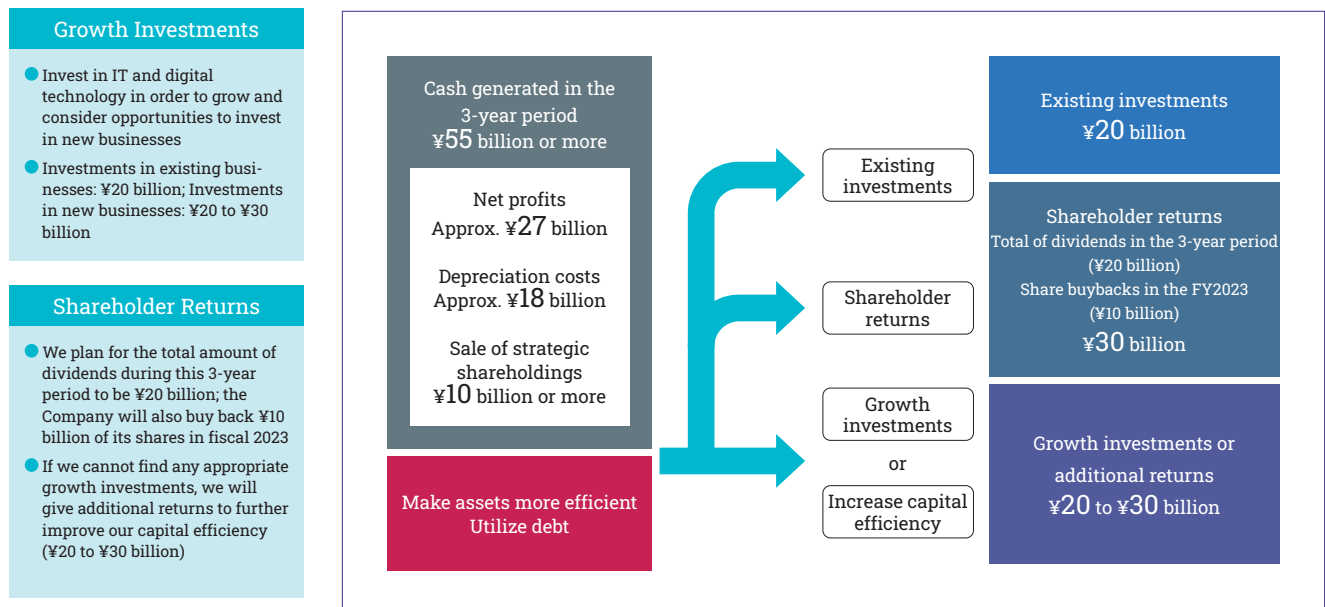 Growth Investments
Invest in IT and digital
technology in order to grow and
consider opportunities to invest
in new businesses
Investments in existing busi-
nesses: ¥20 billion; Investments
in new businesses: ¥20 to ¥30
billion
Shareholder Returns
We plan for the total amount of
dividends during this 3-year
period to be ¥20 billion; the
Company will also buy back ¥10
billion of its shares in fiscal 2023
If we cannot find any appropriate
growth investments, we will
give additional returns to further
improve our capital efficiency
(¥20 to ¥30 billion)
Cash generated in the
3-year period
¥55 billion or more
Net profits
Approx. ¥27 billion
Depreciation costs
Approx. ¥18 billion
Sale of strategic
shareholdings
¥10 billion or more
Make assets more efficient
Utilize debt
Existing
investments
Shareholder
returns
Growth
investments
or
Increase capital
efficiency
Existing investments
¥20 billion
Shareholder returns
Total of dividends in the 3-year period
(¥20 billion)
Share buybacks in the FY2023
(¥10 billion)
¥30 billion
Growth investments or
additional returns
¥20 to ¥30 billion